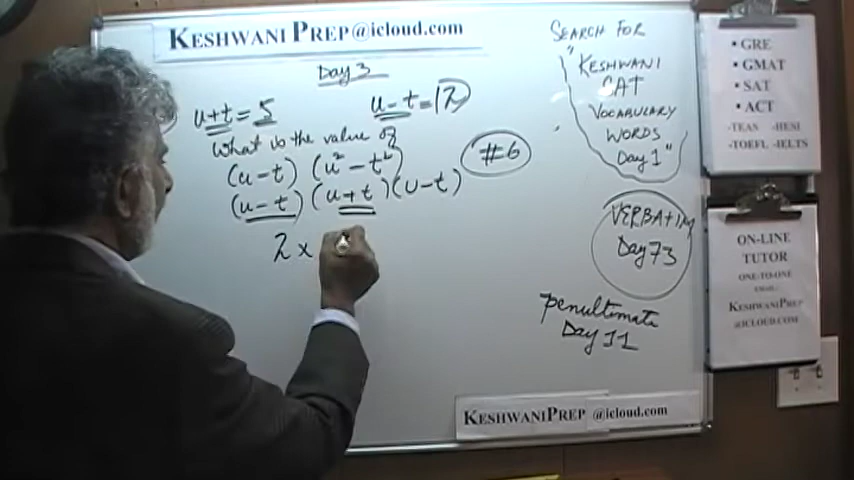 KESHWANI PREP@icloud.com
Day 3
u+t = 5
u-t = 2
What is the value of
(u-t) (u²-t²)
(u-t) (u+t) (u-t)
2 x
#6
SEARCH FOR
"KESHWANI
SAT
VOCABULARY
WORDS
Day 1"
VERBATIM
Day 73
penultimate
Day 11
• GRE
• GMAT
• SAT
• ACT
-TEAS -HESI
-TOEFL -IELTS
ON-LINE
TUTOR
ONE-TO-ONE
KESHWANIPREP
@ICLOUD.COM
KESHWANIPREP @icloud.com